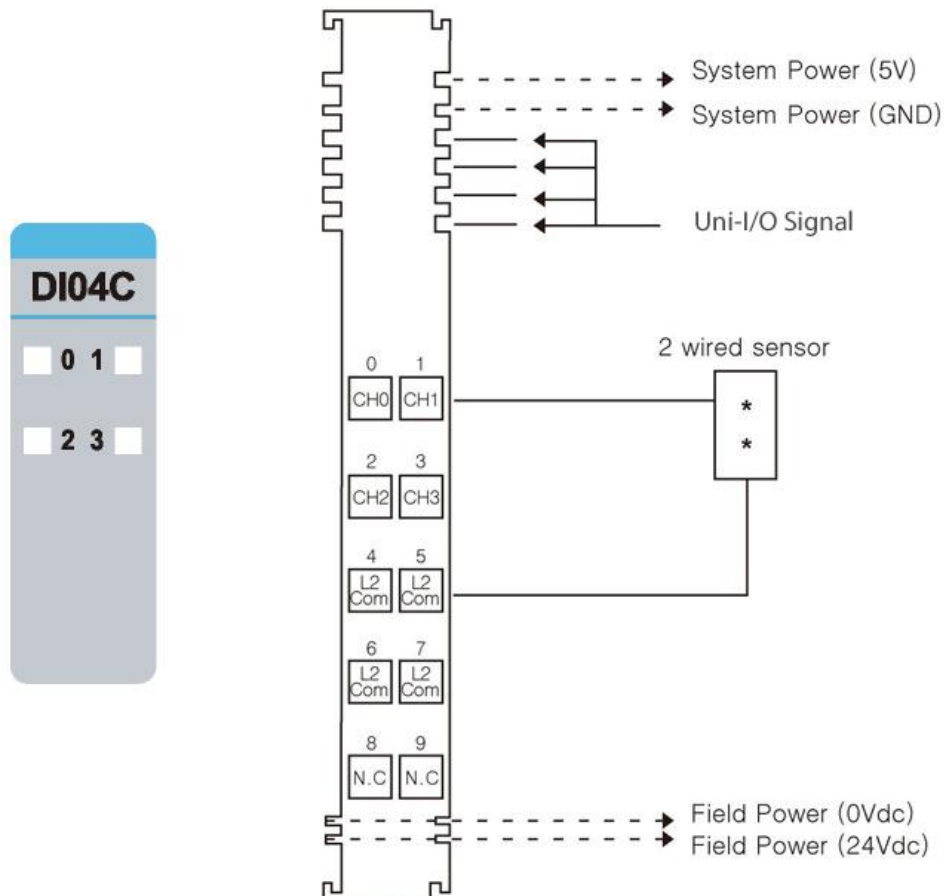 DI04C
0 1
2 3
System Power (5V)
System Power (GND)
Uni-I/O Signal
2 wired sensor
*
*
0 1
CH0 CH1
2 3
CH2 CH3
4 5
L2 L2
Com Com
6 7
L2 L2
Com Com
8 9
N.C N.C
Field Power (0Vdc)
Field Power (24Vdc)